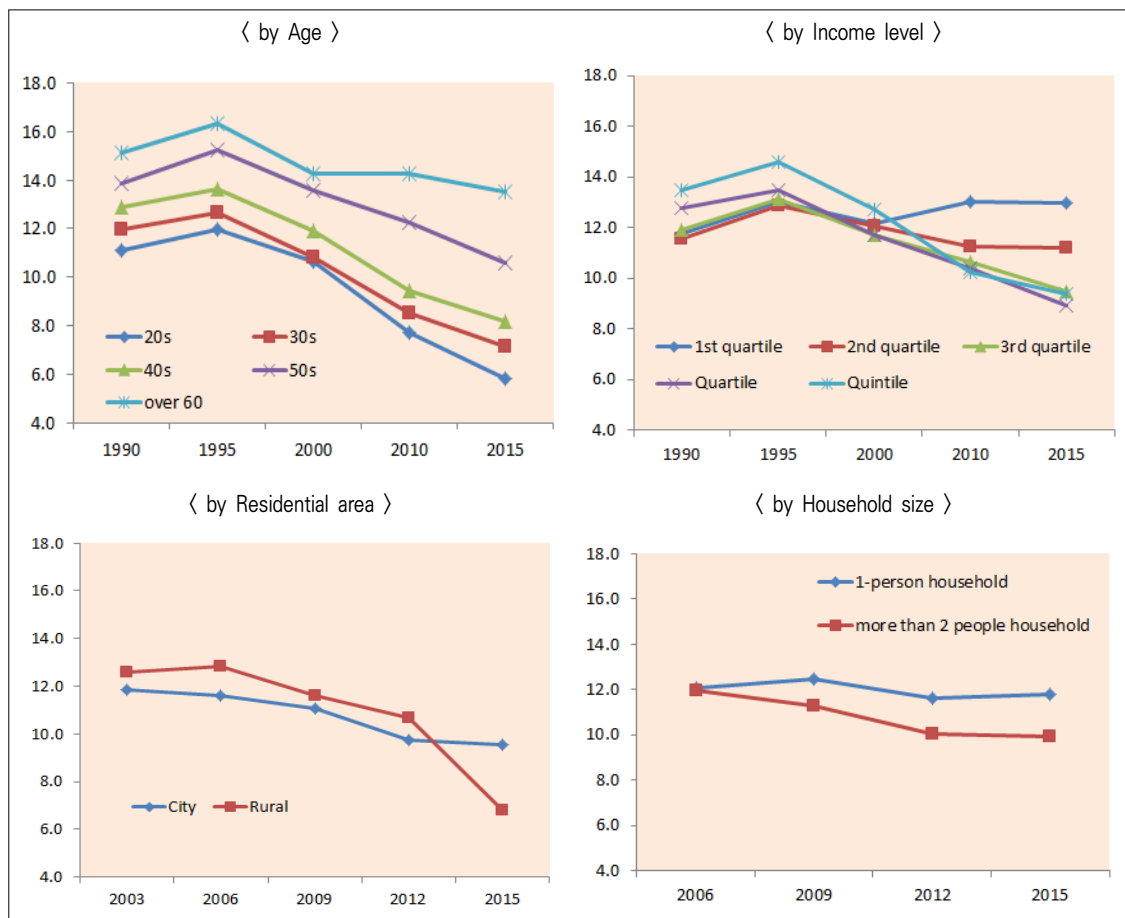 〈 by Age 〉
18.0
16.0
14.0
12.0
10.0
8.0
6.0
4.0
20s 30s
40s 50s
over 60
1990 1995 2000 2010 2015
〈 by Income level 〉
18.0
16.0
14.0
12.0
10.0
8.0
6.0
4.0
1st quartile 2nd quartile 3rd quartile
Quartile Quintile
1990 1995 2000 2010 2015
〈 by Residential area 〉
18.0
16.0
14.0
12.0
10.0
8.0
6.0
4.0
City Rural
2003 2006 2009 2012 2015
〈 by Household size 〉
18.0
16.0
14.0
12.0
10.0
8.0
6.0
4.0
1-person household
more than 2 people household
2006 2009 2012 2015